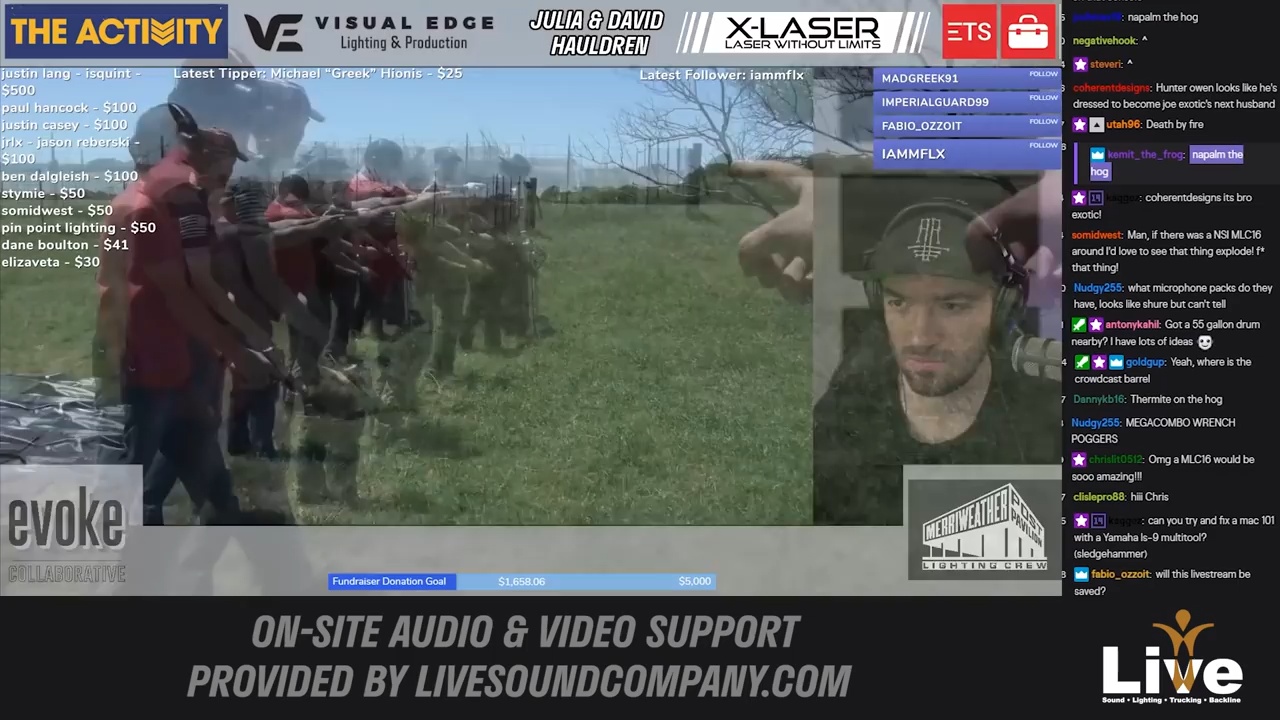 THE ACTIVITY
VE VISUAL EDGE
Lighting & Production
JULIA & DAVID
HAULDREN
X-LASER
LASER WITHOUT LIMITS
ETS
justin lang - isquint -
$500
paul hancock - $100
justin casey - $100
jrlx - jason reberski -
$100
ben dalgleish - $100
stymie - $50
somidwest - $50
pin point lighting - $50
dane boulton - $41
elizaveta - $30
Latest Tipper: Michael "Greek" Hionis - $25
Latest Follower: iammflx
MADGREEK91 FOLLOW
IMPERIALGUARD99 FOLLOW
FABIO_OZZOIT FOLLOW
IAMMFLX FOLLOW
evoke
COLLABORATIVE
MERRIWEATHER POST
PAVILION
LIGHTING CREW
Fundraiser Donation Goal $1,658.06 $5,000
ON-SITE AUDIO & VIDEO SUPPORT
PROVIDED BY LIVESOUNDCOMPANY.COM
napalm the hog
negativehook: ^
steveri: ^
coherentdesigns: Hunter owen looks like he's
dressed to become joe exotic's next husband
utah96: Death by fire
kemit_the_frog: napalm the
hog
coherentdesigns its bro
exotic!
somidwest: Man, if there was a NSI MLC16
around I'd love to see that thing explode! f*
that thing!
Nudgy255: what microphone packs do they
have, looks like shure but can't tell
antonykahil: Got a 55 gallon drum
nearby? I have lots of ideas
goldgup: Yeah, where is the
crowdcast barrel
Dannykb16: Thermite on the hog
Nudgy255: MEGACOMBO WRENCH
POGGERS
chrislit0512: Omg a MLC16 would be
sooo amazing!!!
clislepro88: hiii Chris
can you try and fix a mac 101
with a Yamaha ls-9 multitool?
(sledgehammer)
fabio_ozzoit: will this livestream be
saved?
Live
Sound • Lighting • Trucking • Backline